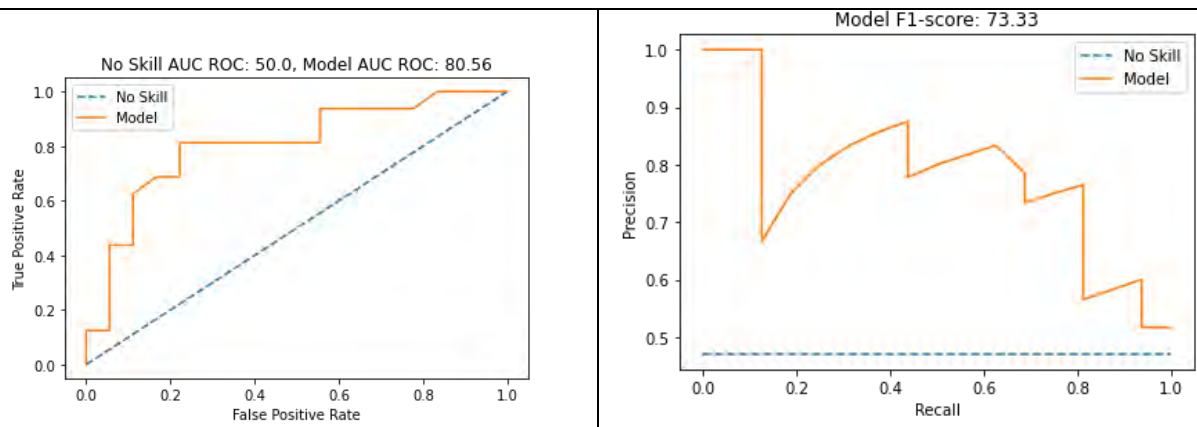 No Skill AUC ROC: 50.0, Model AUC ROC: 80.56
No Skill
Model
1.0
0.8
0.6
0.4
0.2
0.0
True Positive Rate
0.0 0.2 0.4 0.6 0.8 1.0
False Positive Rate
Model F1-score: 73.33
No Skill
Model
1.0
0.9
0.8
0.7
0.6
0.5
Precision
0.0 0.2 0.4 0.6 0.8 1.0
Recall